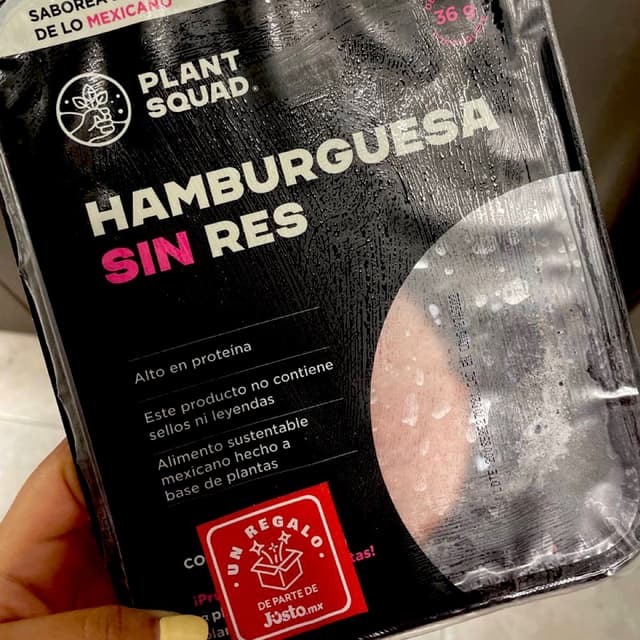 SABOREA
DE LO MEXICANO
36 g
PLANT
SQUAD®
HAMBURGUESA
SIN RES
Alto en proteína
Este producto no contiene
sellos ni leyendas
Alimento sustentable
mexicano hecho a
base de plantas
UN REGALO
DE PARTE DE
Jüsto.mx